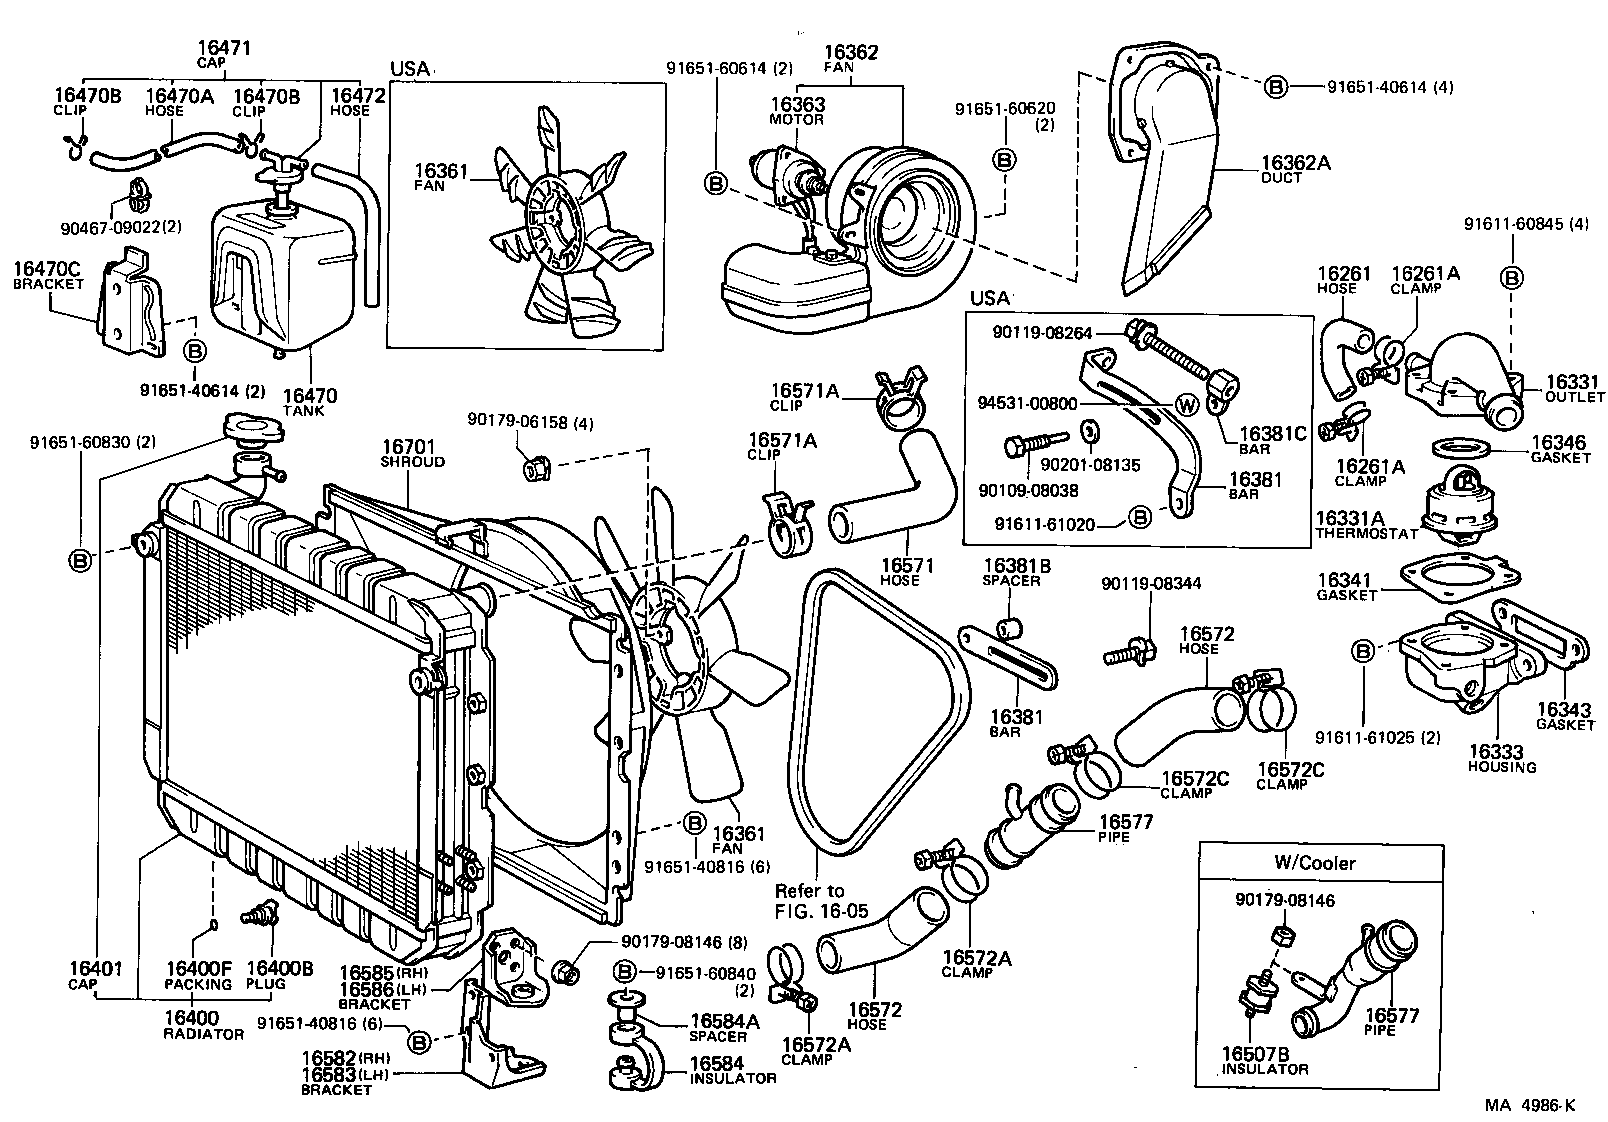 16471
CAP
16470B
CLIP
16470A
HOSE
16470B
CLIP
16472
HOSE
90467-09022(2)
16470C
BRACKET
B
91651-40614 (2)
16470
TANK
USA
16361
FAN
91651-60614 (2)
B
16362
FAN
16363
MOTOR
91651-60620
(2)
B
B
91651-40614 (4)
16362A
DUCT
USA
90119-08264
94531-00800
W
90201-08135
90109-08038
91611-61020
B
16381C
BAR
16381
BAR
91611-60845 (4)
B
16261
HOSE
16261A
CLAMP
16331
OUTLET
16261A
CLAMP
16346
GASKET
16331A
THERMOSTAT
16341
GASKET
B
91611-61025 (2)
16343
GASKET
16333
HOUSING
91651-60830 (2)
B
16701
SHROUD
90179-06158 (4)
16571A
CLIP
16571A
CLIP
16571
HOSE
16381B
SPACER
90119-08344
16572
HOSE
16381
BAR
16572C
CLAMP
16572C
CLAMP
16577
PIPE
16361
FAN
B
91651-40816 (6)
Refer to
FIG. 16-05
16572A
CLAMP
16572
HOSE
16572A
CLAMP
16401
CAP
16400F
PACKING
16400B
PLUG
16400
RADIATOR
16585(RH)
16586(LH)
BRACKET
90179-08146 (8)
91651-40816 (6)
B
16582(RH)
16583(LH)
BRACKET
B
91651-60840
(2)
16584A
SPACER
16584
INSULATOR
W/Cooler
90179-08146
16577
PIPE
16507B
INSULATOR
MA 4986-K